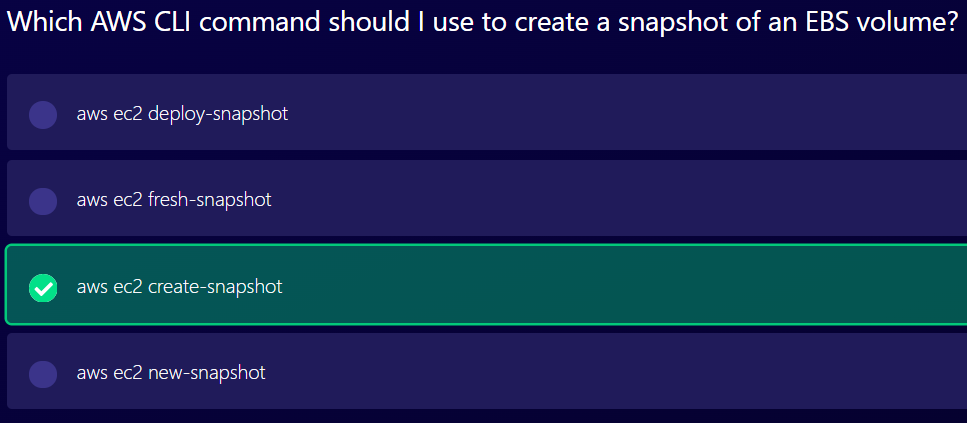 Which AWS CLI command should I use to create a snapshot of an EBS volume?
aws ec2 deploy-snapshot
aws ec2 fresh-snapshot
aws ec2 create-snapshot
aws ec2 new-snapshot